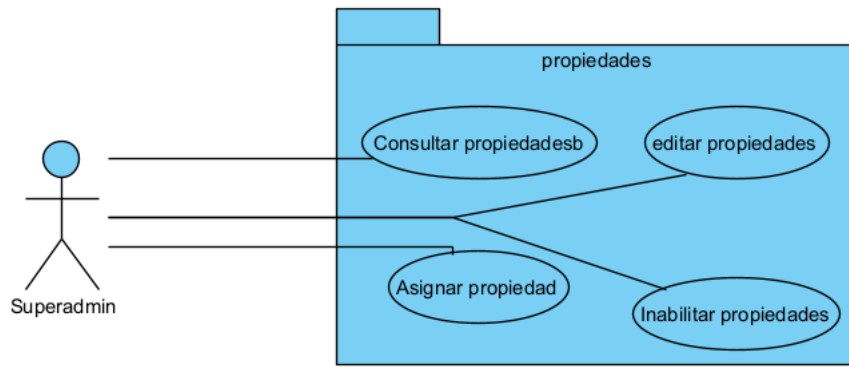 propiedades
Consultar propiedadesb
editar propiedades
Asignar propiedad
Inabilitar propiedades
Superadmin